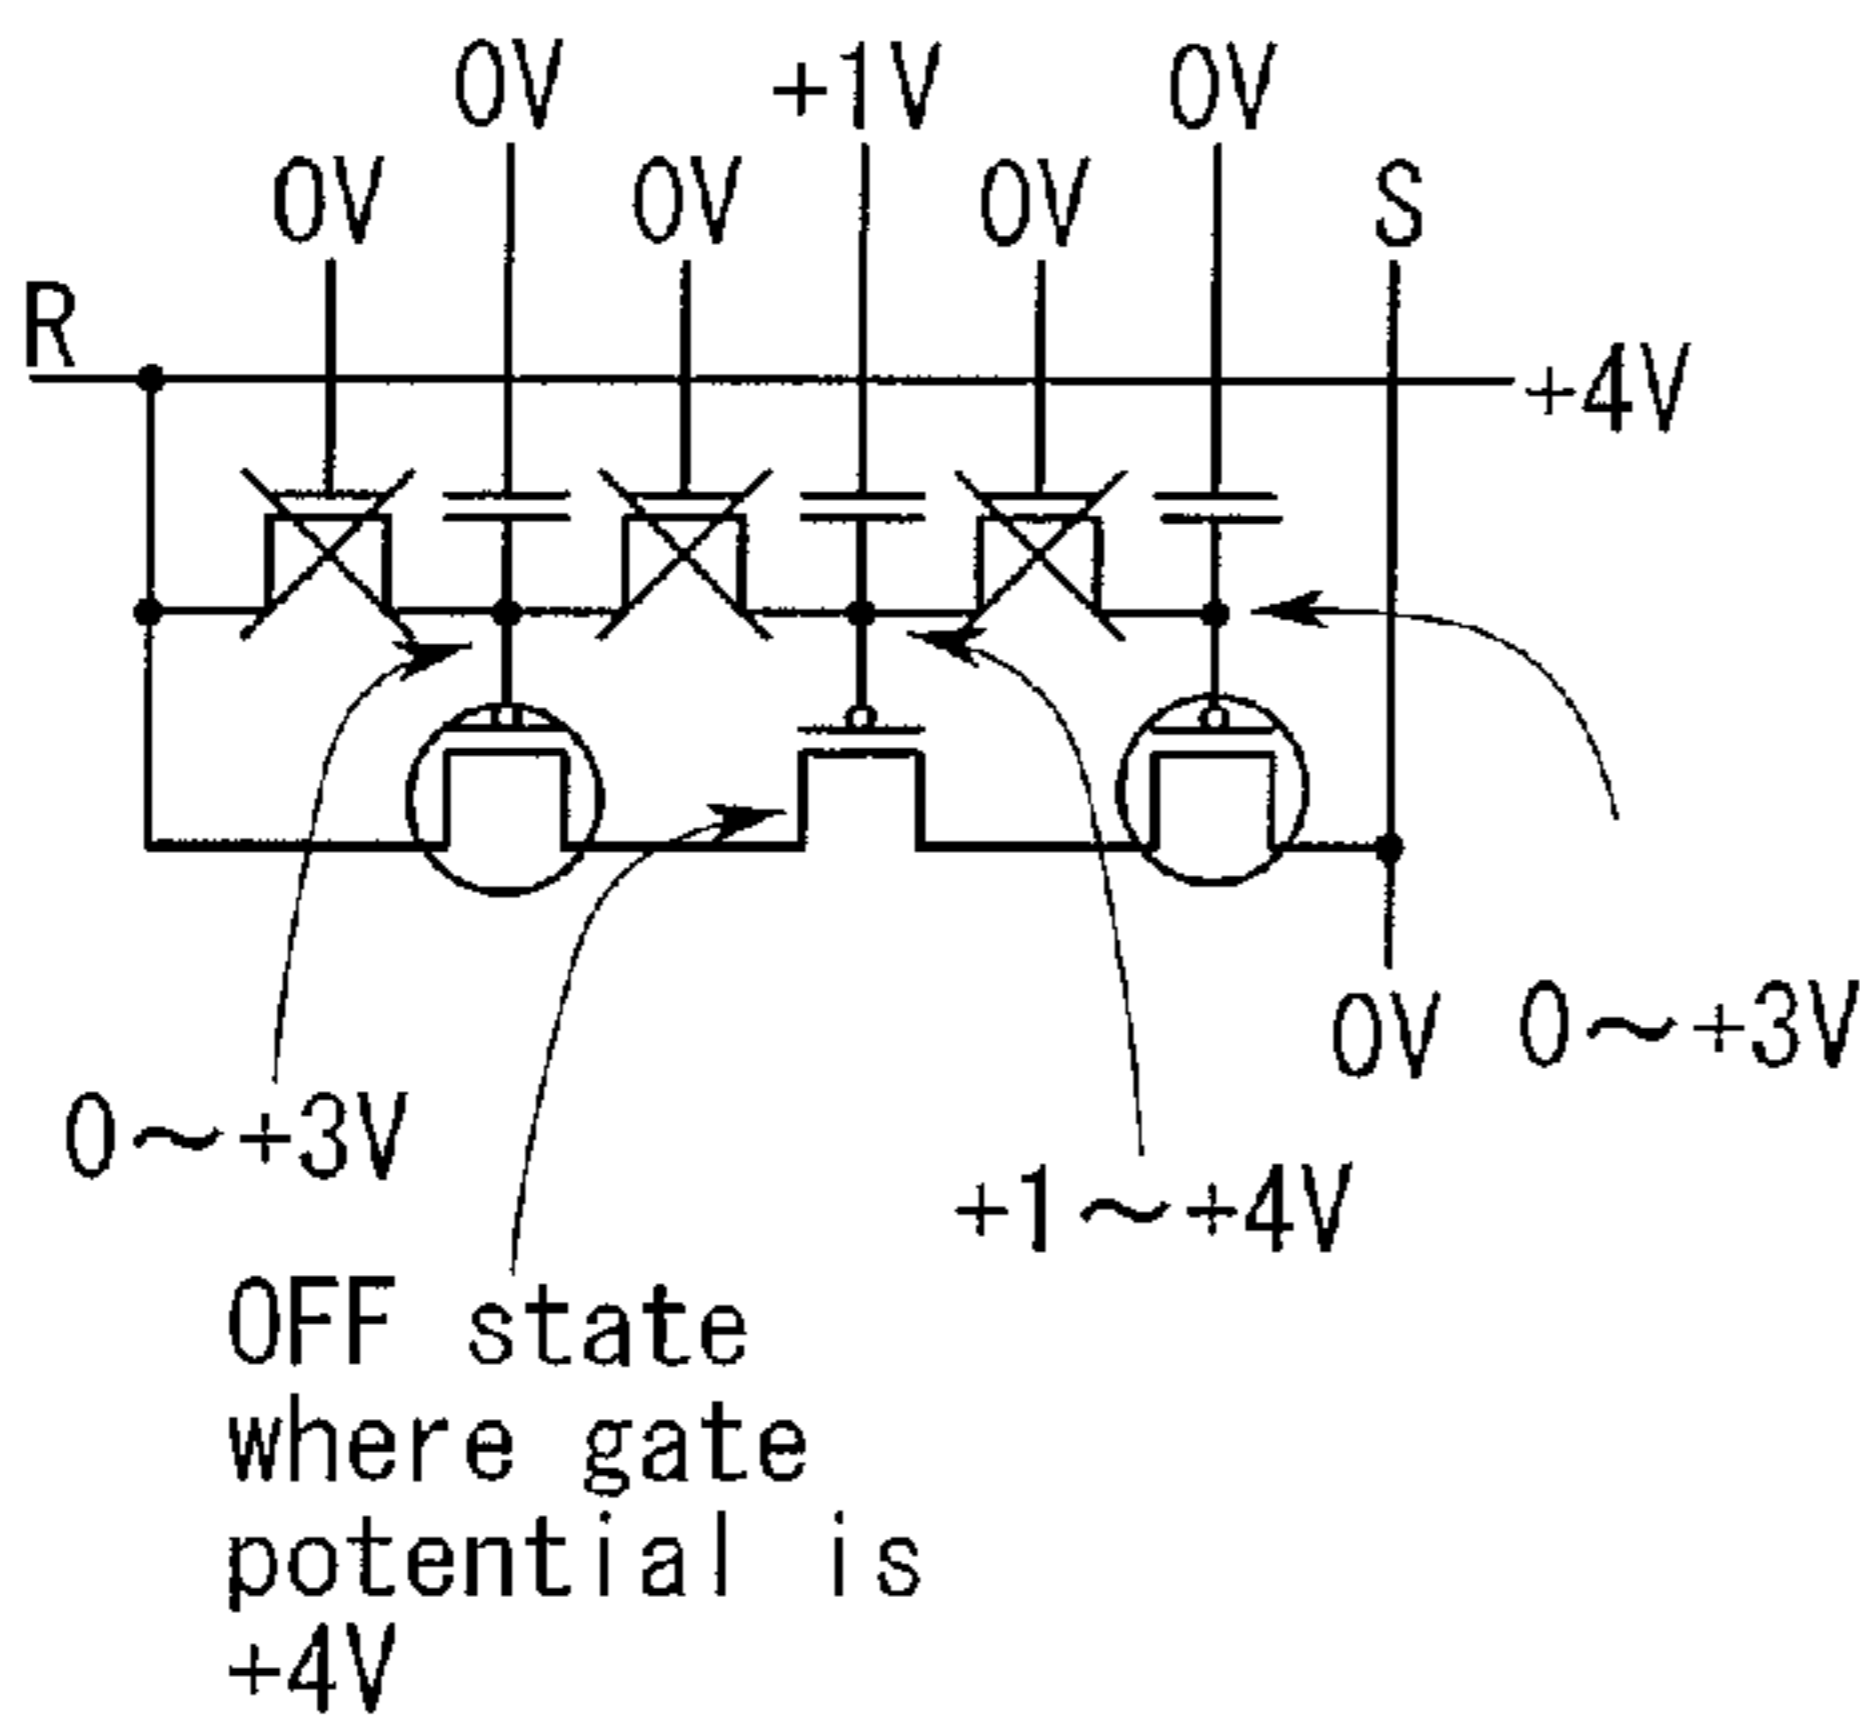 0V +1V 0V
0V 0V 0V S
R
+4V
0V 0~+3V
0~+3V
+1~+4V
OFF state
where gate
potential is
+4V